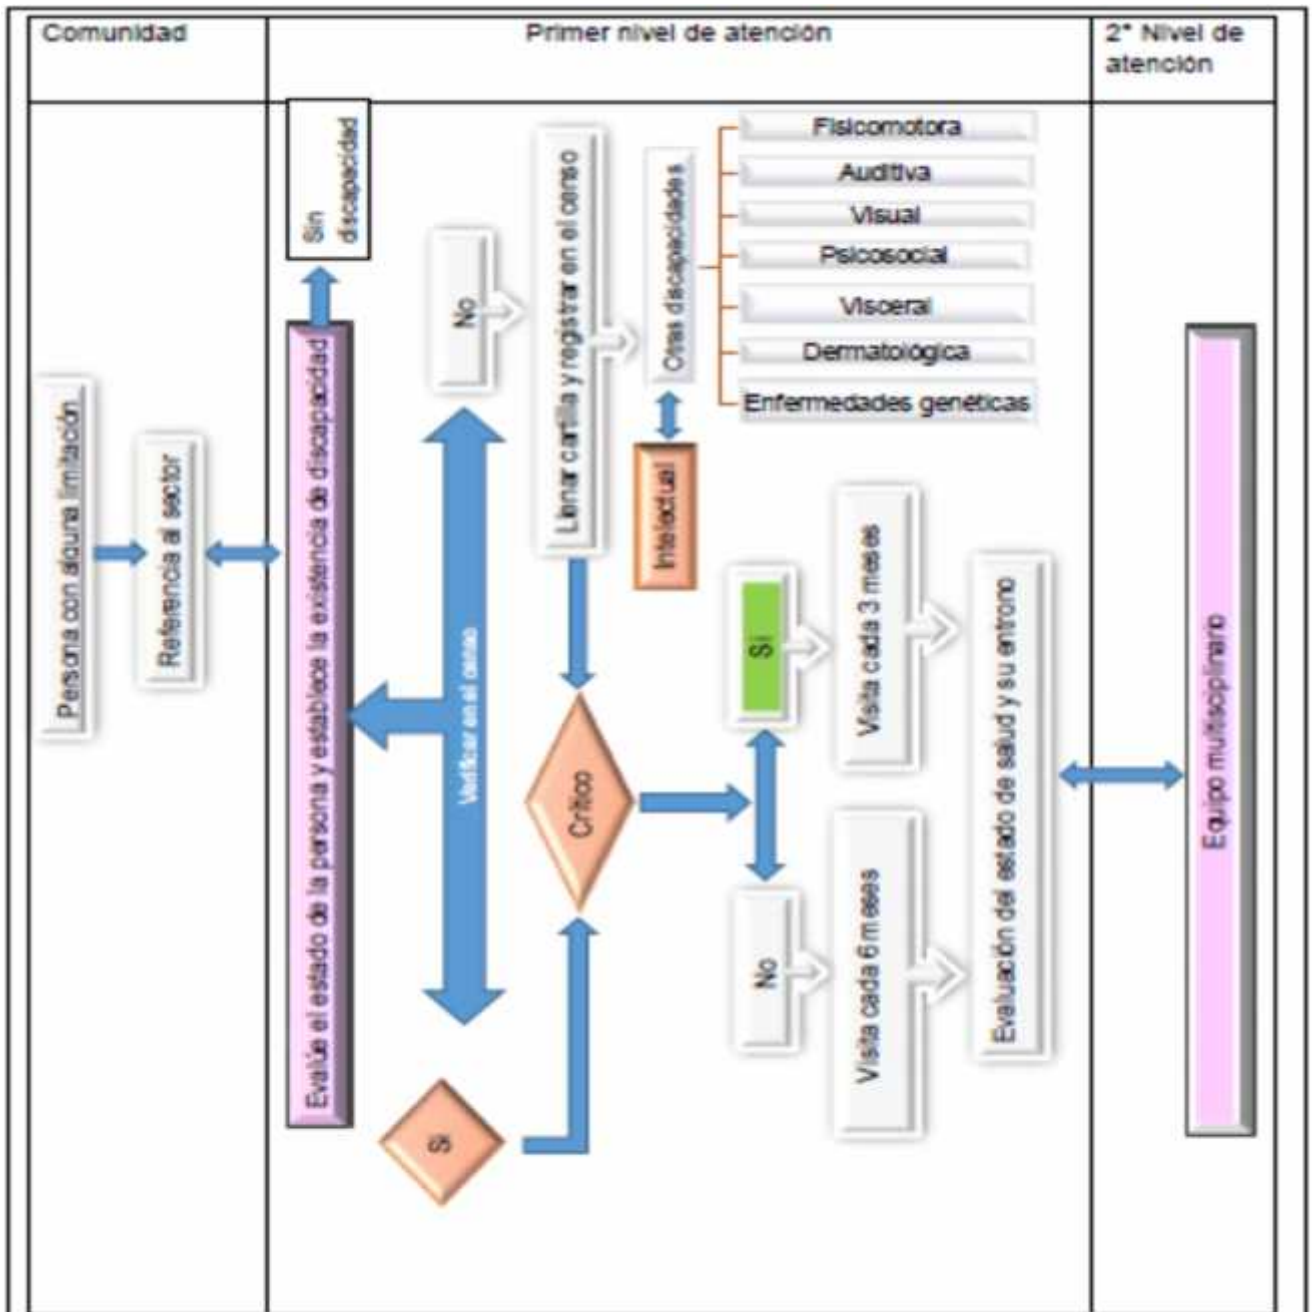 Comunidad
Primer nivel de atención
2° Nivel de
atención
Persona con alguna limitación
Referencia al sector
Sin
discapacidad
Evalúe el estado de la persona y establece la existencia de discapacidad
Verificar en el censo
No
Si
Llenar cartilla y registrar en el censo
Otras discapacidades
Fisicomotora
Auditiva
Visual
Psicosocial
Visceral
Dermatológica
Enfermedades genéticas
Intelectual
Crítico
Si
No
Visita cada 3 meses
Visita cada 6 meses
Evaluación del estado de salud y su entrono
Equipo multisciplinario